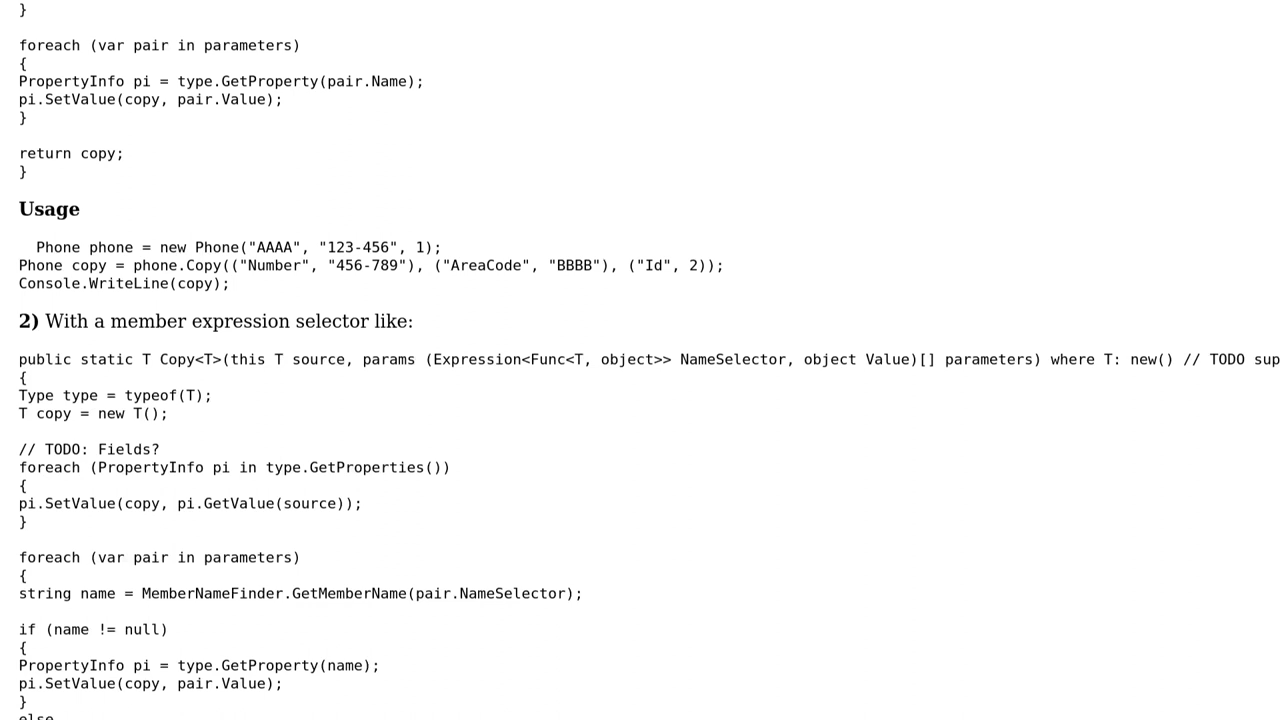 }
foreach (var pair in parameters)
{
PropertyInfo pi = type.GetProperty(pair.Name);
pi.SetValue(copy, pair.Value);
}
return copy;
}
Usage
Phone phone = new Phone("AAAA", "123-456", 1);
Phone copy = phone.Copy(("Number", "456-789"), ("AreaCode", "BBBB"), ("Id", 2));
Console.WriteLine(copy);
2) With a member expression selector like:
public static T Copy<T>(this T source, params (Expression<Func<T, object>> NameSelector, object Value)[] parameters) where T: new() // TODO sup
{
Type type = typeof(T);
T copy = new T();
// TODO: Fields?
foreach (PropertyInfo pi in type.GetProperties())
{
pi.SetValue(copy, pi.GetValue(source));
}
foreach (var pair in parameters)
{
string name = MemberNameFinder.GetMemberName(pair.NameSelector);
if (name != null)
{
PropertyInfo pi = type.GetProperty(name);
pi.SetValue(copy, pair.Value);
}
else